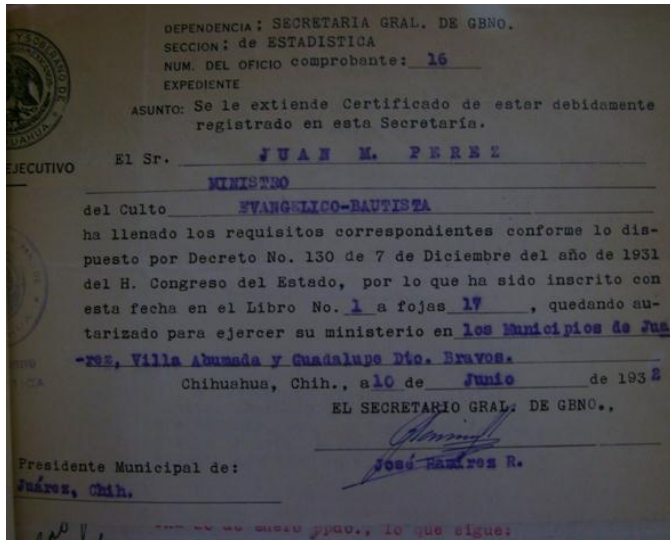 DEPENDENCIA: SECRETARIA GRAL. DE GBNO.
SECCION: de ESTADISTICA
NUM. DEL OFICIO comprobante: 16
EXPEDIENTE
ASUNTO: Se le extiende Certificado de estar debidamente
registrado en esta Secretaría.
EJECUTIVO
El Sr. JUAN M. PEREZ
MINISTRO
del Culto EVANGELICO-BAUTISTA
ha llenado los requisitos correspondientes conforme lo dis-
puesto por Decreto No. 130 de 7 de Diciembre del año de 1931
del H. Congreso del Estado, por lo que ha sido inscrito con
esta fecha en el Libro No. 1 a fojas 17, quedando au-
tarizado para ejercer su ministerio en los Municipios de Jua
-rez, Villa Ahumada y Guadalupe Dto. Bravos.
Chihuahua, Chih., a 10 de Junio de 1932
EL SECRETARIO GRAL. DE GBNO.,
José Ramírez R.
Presidente Municipal de:
Juárez, Chih.
de enero ppdo., lo que sigue: